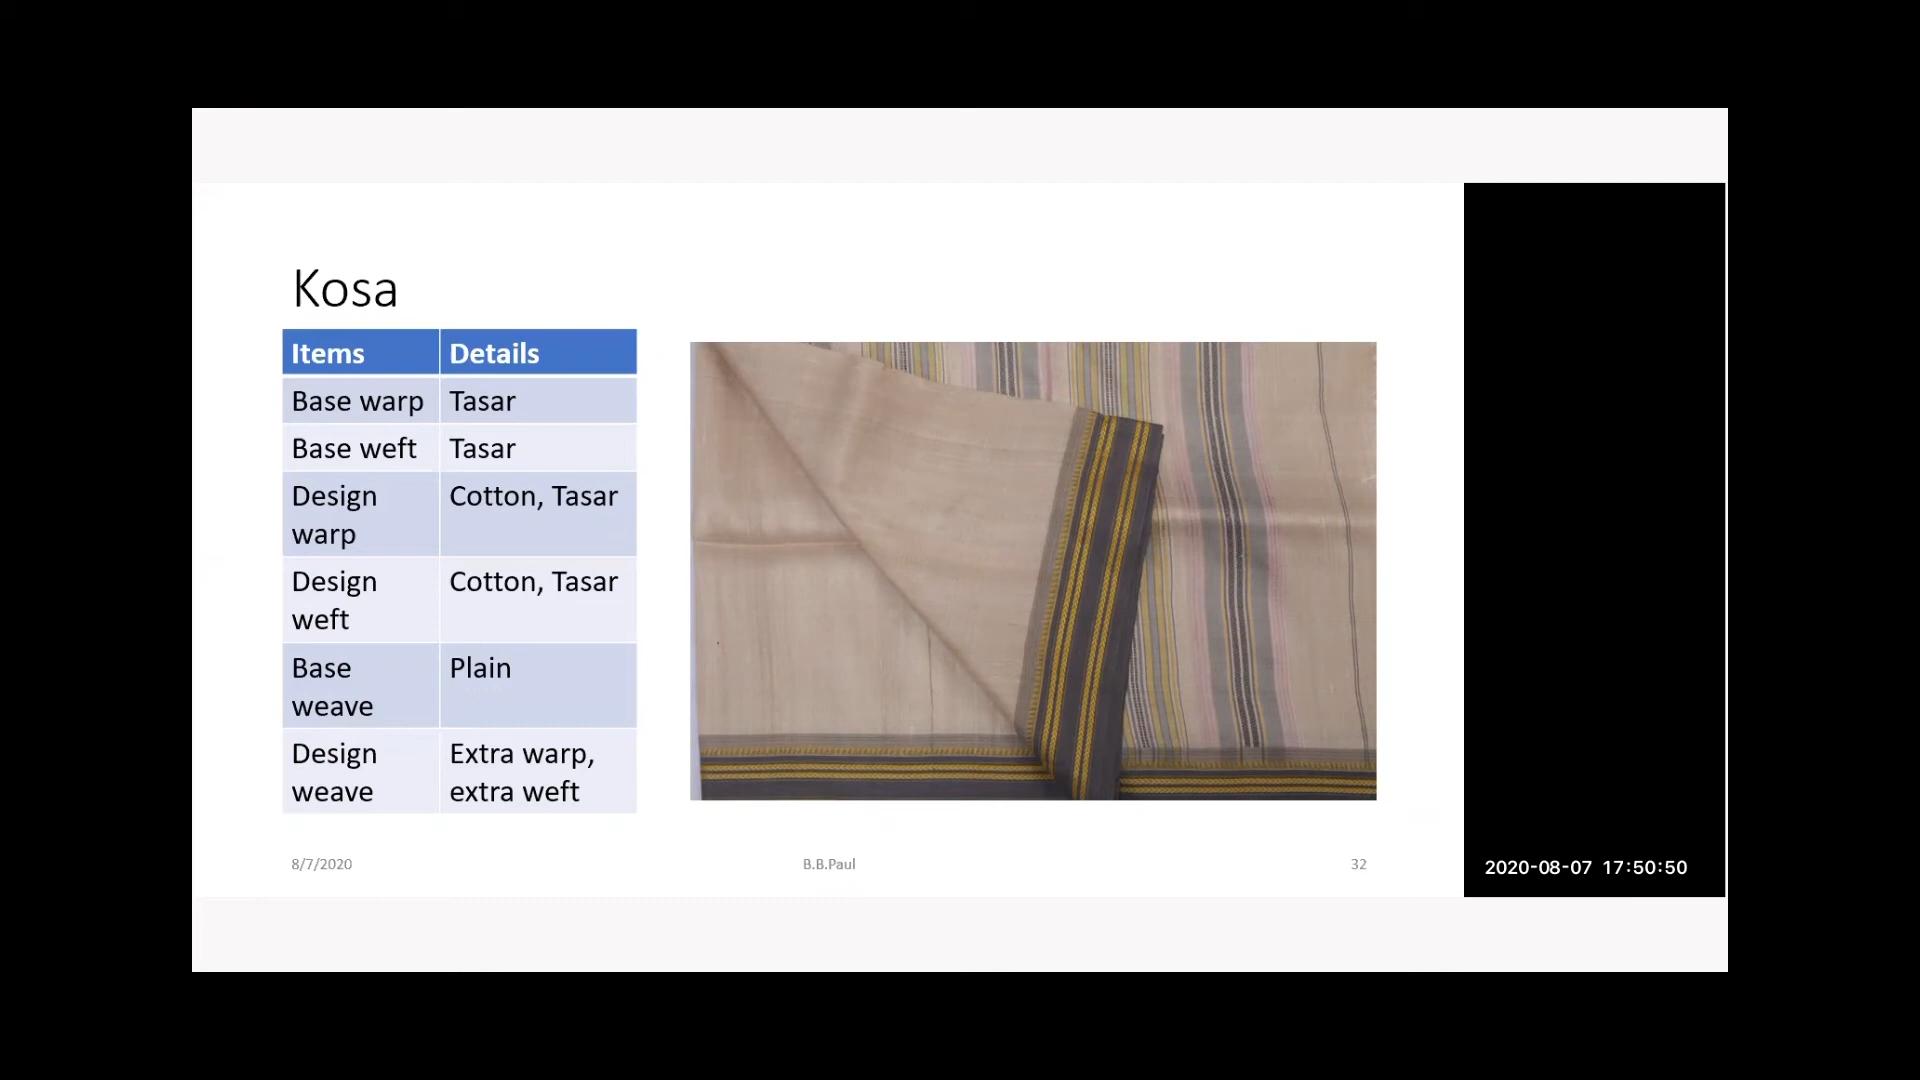 Kosa
Items Details
Base warp Tasar
Base weft Tasar
Design Cotton, Tasar
warp
Design Cotton, Tasar
weft
Base Plain
weave
Design Extra warp,
weave extra weft
8/7/2020 B.B.Paul 32
2020-08-07 17:50:50